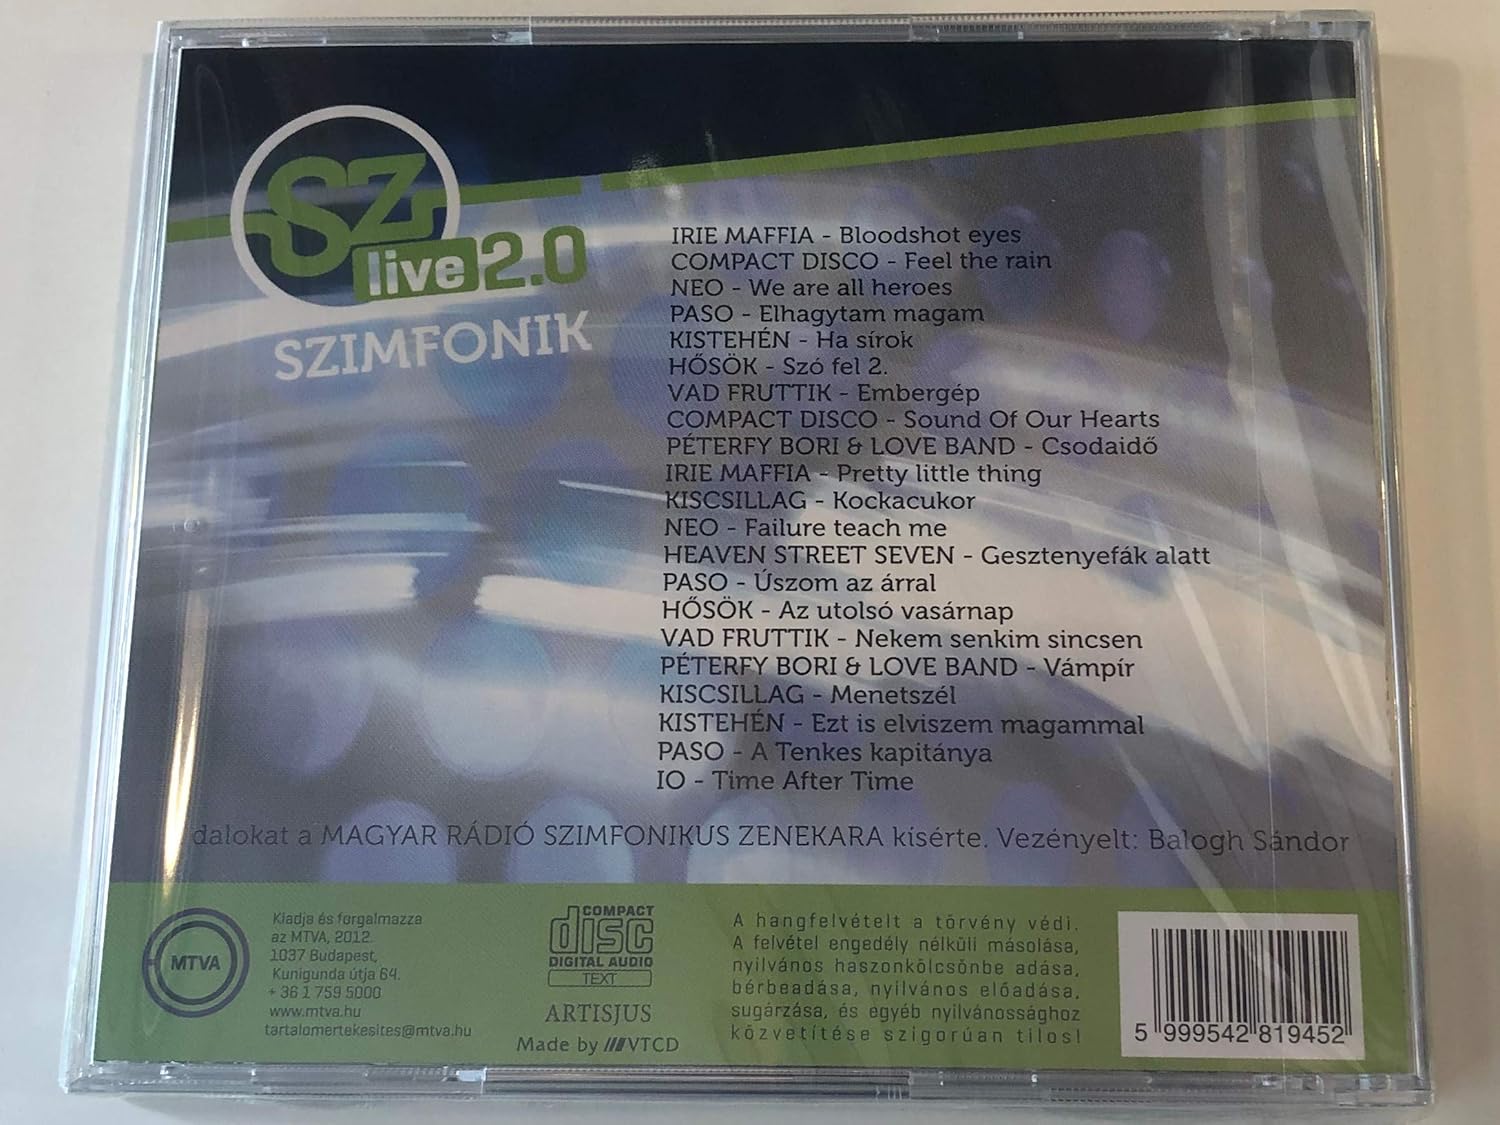 SZ
live 2.0
SZIMFONIK
IRIE MAFFIA - Bloodshot eyes
COMPACT DISCO - Feel the rain
NEO - We are all heroes
PASO - Elhagytam magam
KISTEHÉN - Ha sírok
HŐSÖK - Szó fel 2.
VAD FRUTTIK - Embergép
COMPACT DISCO - Sound Of Our Hearts
PÉTERFY BORI & LOVE BAND - Csodaidő
IRIE MAFFIA - Pretty little thing
KISCSILLAG - Kockacukor
NEO - Failure teach me
HEAVEN STREET SEVEN - Gesztenyefák alatt
PASO - Úszom az árral
HŐSÖK - Az utolsó vasárnap
VAD FRUTTIK - Nekem senkim sincsen
PÉTERFY BORI & LOVE BAND - Vámpír
KISCSILLAG - Menetszél
KISTEHÉN - Ezt is elviszem magammal
PASO - A Tenkes kapitánya
IO - Time After Time
dalokat a MAGYAR RÁDIÓ SZIMFONIKUS ZENEKARA kísérte. Vezényelt: Balogh Sándor
MTVA
Kiadja és forgalmazza
az MTVA, 2012.
1037 Budapest,
Kunigunda útja 64.
+ 36 1 759 5000
www.mtva.hu
tartalomertekesites@mtva.hu
COMPACT
disc
DIGITAL AUDIO
TEXT
ARTISJUS
Made by VTCD
A hangfelvételt a törvény védi.
A felvétel engedély nélküli másolása,
nyilvános haszonkölcsönbe adása,
bérbeadása, nyilvános előadása,
sugárzása, és egyéb nyilvánossághoz
közvetítése szigorúan tilos!
5 999542 819452